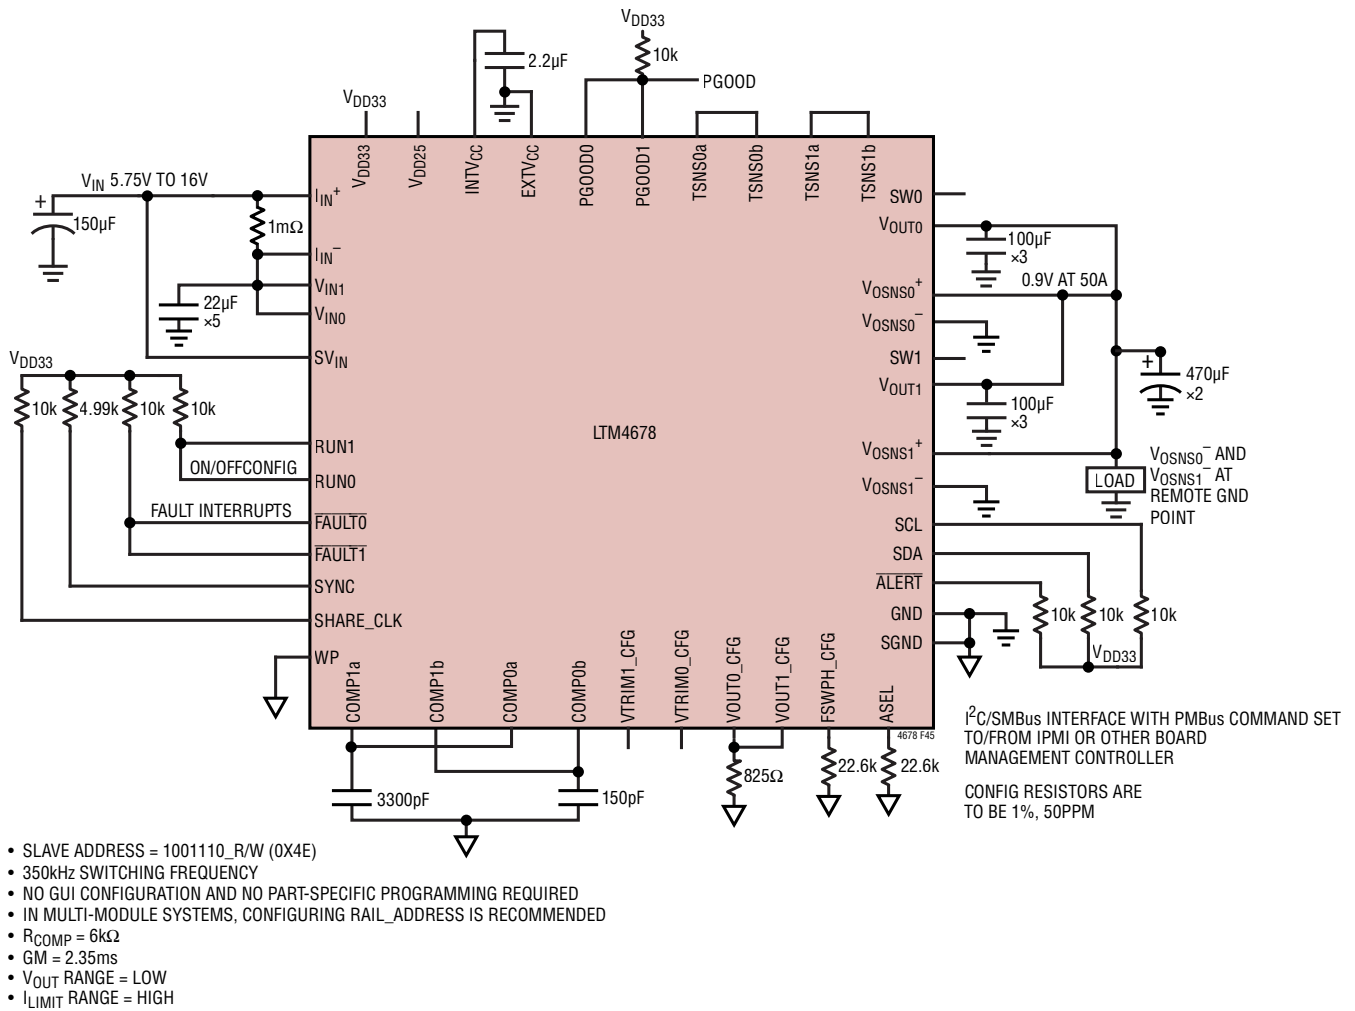 VDD33
10k
PGOOD
2.2µF
VDD33
VDD33
VDD25
INTVCC
EXTVCC
PGOOD0
PGOOD1
TSNS0a
TSNS0b
TSNS1a
TSNS1b
VIN 5.75V TO 16V
+
150µF
1mΩ
22µF
×5
IIN+
IIN–
VIN1
VIN0
SVIN
VDD33
10k
4.99k
10k
10k
RUN1
ON/OFFCONFIG
RUN0
FAULT INTERRUPTS
FAULT0
FAULT1
SYNC
SHARE_CLK
WP
LTM4678
SW0
VOUT0
100µF
×3
0.9V AT 50A
VOSNS0+
VOSNS0–
SW1
VOUT1
100µF
×3
+
470µF
×2
VOSNS1+
VOSNS1–
LOAD
VOSNS0– AND
VOSNS1– AT
REMOTE GND
POINT
SCL
SDA
ALERT
GND
SGND
10k
10k
10k
VDD33
COMP1a
COMP1b
COMP0a
COMP0b
VTRIM1_CFG
VTRIM0_CFG
VOUT0_CFG
VOUT1_CFG
FSWPH_CFG
ASEL
4678 F45
3300pF
150pF
825Ω
22.6k
22.6k
I2C/SMBus INTERFACE WITH PMBus COMMAND SET
TO/FROM IPMI OR OTHER BOARD
MANAGEMENT CONTROLLER
CONFIG RESISTORS ARE
TO BE 1%, 50PPM
• SLAVE ADDRESS = 1001110_R/W (0X4E)
• 350kHz SWITCHING FREQUENCY
• NO GUI CONFIGURATION AND NO PART-SPECIFIC PROGRAMMING REQUIRED
• IN MULTI-MODULE SYSTEMS, CONFIGURING RAIL_ADDRESS IS RECOMMENDED
• RCOMP = 6kΩ
• GM = 2.35ms
• VOUT RANGE = LOW
• ILIMIT RANGE = HIGH